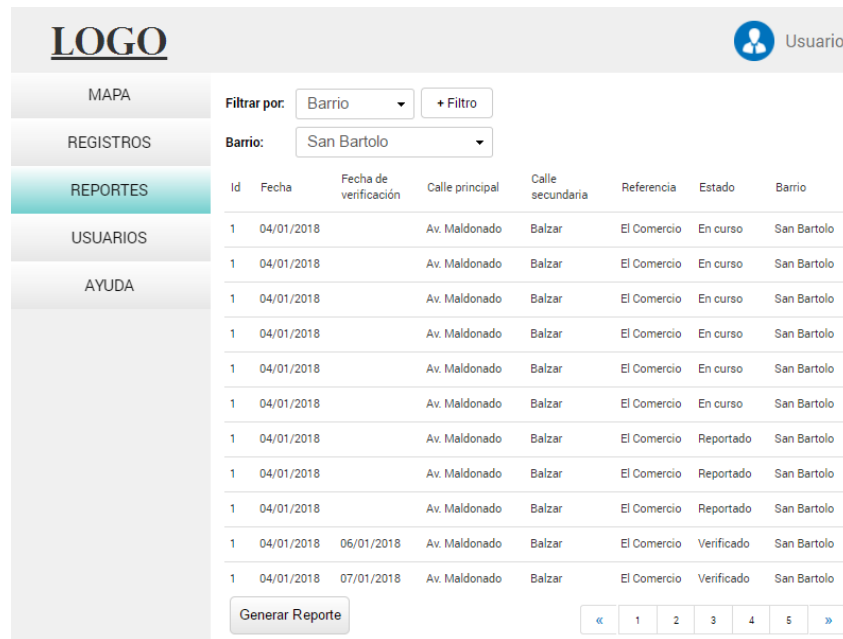 LOGO
Usuario
MAPA
REGISTROS
REPORTES
USUARIOS
AYUDA
Filtrar por: Barrio + Filtro
Barrio: San Bartolo
Id Fecha Fecha de verificación Calle principal Calle secundaria Referencia Estado Barrio
1 04/01/2018 Av. Maldonado Balzar El Comercio En curso San Bartolo
1 04/01/2018 Av. Maldonado Balzar El Comercio En curso San Bartolo
1 04/01/2018 Av. Maldonado Balzar El Comercio En curso San Bartolo
1 04/01/2018 Av. Maldonado Balzar El Comercio En curso San Bartolo
1 04/01/2018 Av. Maldonado Balzar El Comercio En curso San Bartolo
1 04/01/2018 Av. Maldonado Balzar El Comercio En curso San Bartolo
1 04/01/2018 Av. Maldonado Balzar El Comercio Reportado San Bartolo
1 04/01/2018 Av. Maldonado Balzar El Comercio Reportado San Bartolo
1 04/01/2018 Av. Maldonado Balzar El Comercio Reportado San Bartolo
1 04/01/2018 06/01/2018 Av. Maldonado Balzar El Comercio Verificado San Bartolo
1 04/01/2018 07/01/2018 Av. Maldonado Balzar El Comercio Verificado San Bartolo
Generar Reporte
« 1 2 3 4 5 »